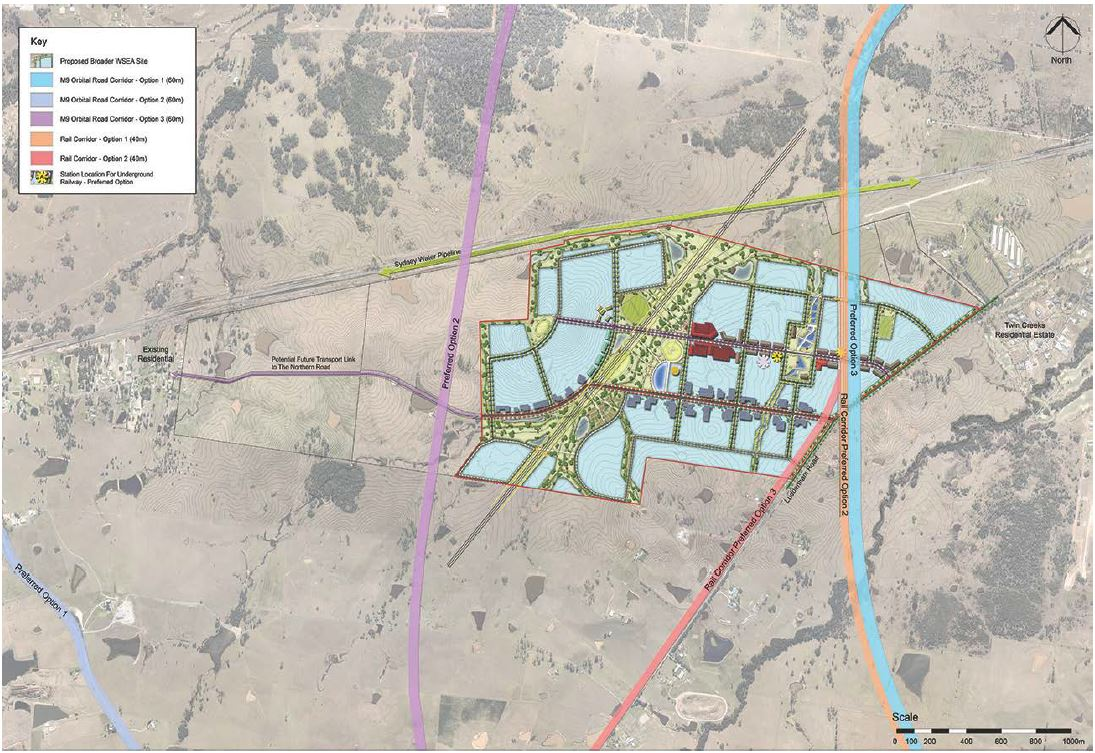 Key
Proposed Broader WSEA Site
M9 Orbital Road Corridor - Option 1 (60m)
M9 Orbital Road Corridor - Option 2 (60m)
M9 Orbital Road Corridor - Option 3 (60m)
Rail Corridor - Option 1 (40m)
Rail Corridor - Option 2 (40m)
Station Location For Underground
Railway - Preferred Option
North
Sydney Water Pipeline
Existing
Residential
Potential Future Transport Link
to The Northern Road
Preferred Option 2
Preferred Option 3
Twin Creeks
Residential Estate
Rail Corridor Preferred Option 2
Luddenham Road
Rail Corridor Preferred Option 3
Preferred Option 1
Scale
0 100 200 400 600 800 1000m